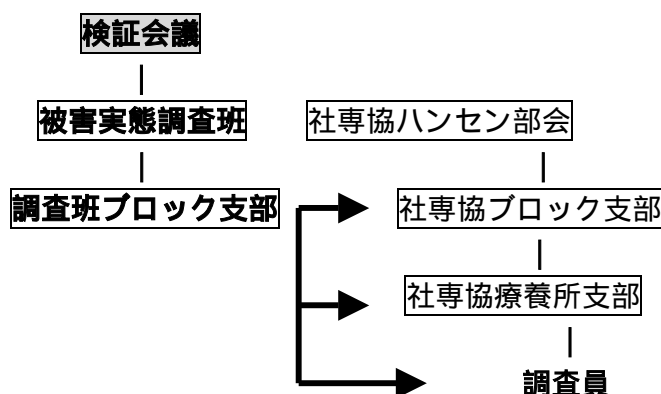 検証会議
被害実態調査班 社専協ハンセン部会
調査班ブロック支部 社専協ブロック支部
社専協療養所支部
調査員